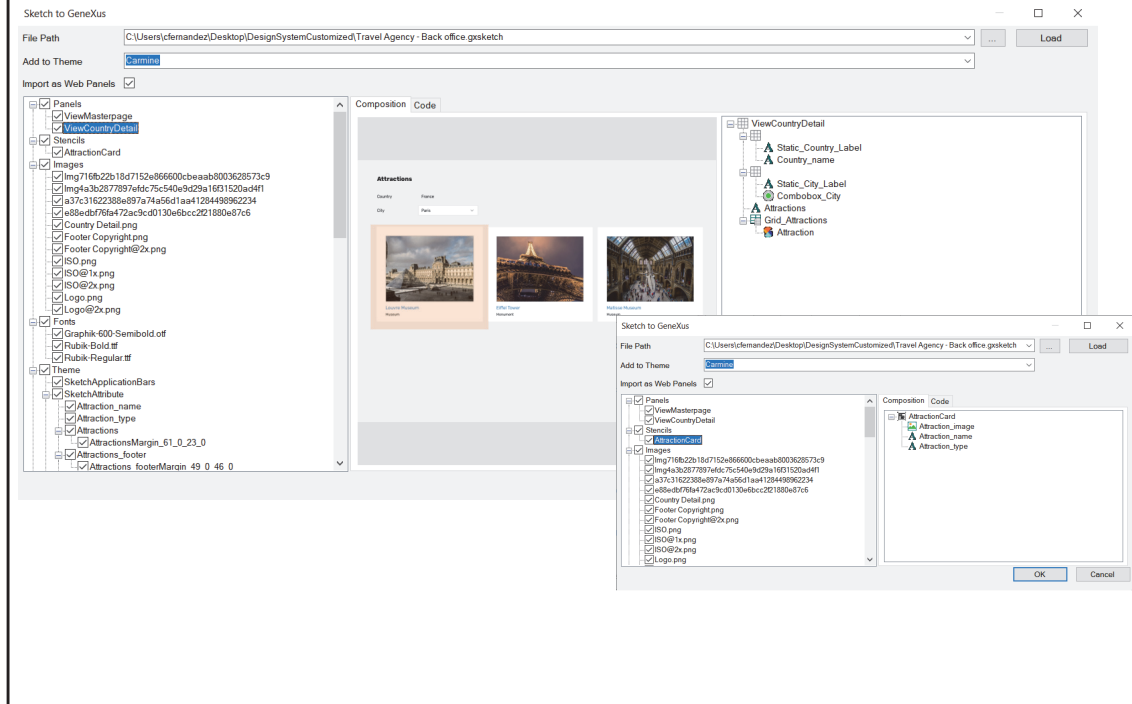 Sketch to GeneXus
File Path
C:\Users\cfernandez\Desktop\DesignSystemCustomized\Travel Agency - Back office.gxsketch
...
Load
Add to Theme
Carmine
Import as Web Panels
Panels
ViewMasterpage
ViewCountryDetail
Stencils
AttractionCard
Images
Img716fb22b18d7152e866600cbeaab8003628573c9
Img4a3b2877897efdc75c540e9d29a16f31520ad4f1
a37c31622388e897a74a56d1aa41284498962234
e88edbf76fa472ac9cd0130e6bcc2f21880e87c6
Country Detail.png
Footer Copyright.png
Footer Copyright@2x.png
ISO.png
ISO@1x.png
ISO@2x.png
Logo.png
Logo@2x.png
Fonts
Graphik-600-Semibold.otf
Rubik-Bold.ttf
Rubik-Regular.ttf
Theme
SketchApplicationBars
SketchAttribute
Attraction_name
Attraction_type
Attractions
AttractionsMargin_61_0_23_0
Attractions_footer
Attractions_footerMargin_49_0_46_0
Composition Code
Attractions
Country France
City Paris
Louvre Museum
Museum
Eiffel Tower
Monument
Matisse Museum
Museum
ViewCountryDetail
Static_Country_Label
Country_name
Static_City_Label
Combobox_City
Attractions
Grid_Attractions
Attraction
Sketch to GeneXus
File Path
C:\Users\cfernandez\Desktop\DesignSystemCustomized\Travel Agency - Back office.gxsketch
...
Load
Add to Theme
Carmine
Import as Web Panels
Panels
ViewMasterpage
ViewCountryDetail
Stencils
AttractionCard
Images
Img716fb22b18d7152e866600cbeaab8003628573c9
Img4a3b2877897efdc75c540e9d29a16f31520ad4f1
a37c31622388e897a74a56d1aa41284498962234
e88edbf76fa472ac9cd0130e6bcc2f21880e87c6
Country Detail.png
Footer Copyright.png
Footer Copyright@2x.png
ISO.png
ISO@1x.png
ISO@2x.png
Logo.png
Composition Code
AttractionCard
Attraction_image
Attraction_name
Attraction_type
OK
Cancel